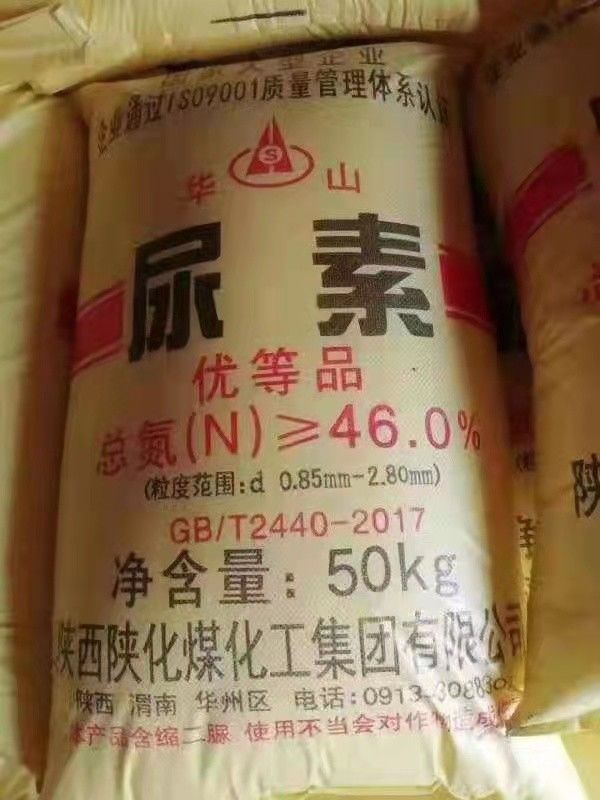 国家大型企业
企业通过ISO9001质量管理体系认证
S
华 山
尿 素
优等品
总氮(N)≥46.0%
(粒度范围:d 0.85mm-2.80mm)
GB/T2440-2017
净含量: 50kg
陕西陕化煤化工集团有限公司
陕西 渭南 华州区 电话:0913-
本产品含缩二脲 使用不当会对作物造成
陕